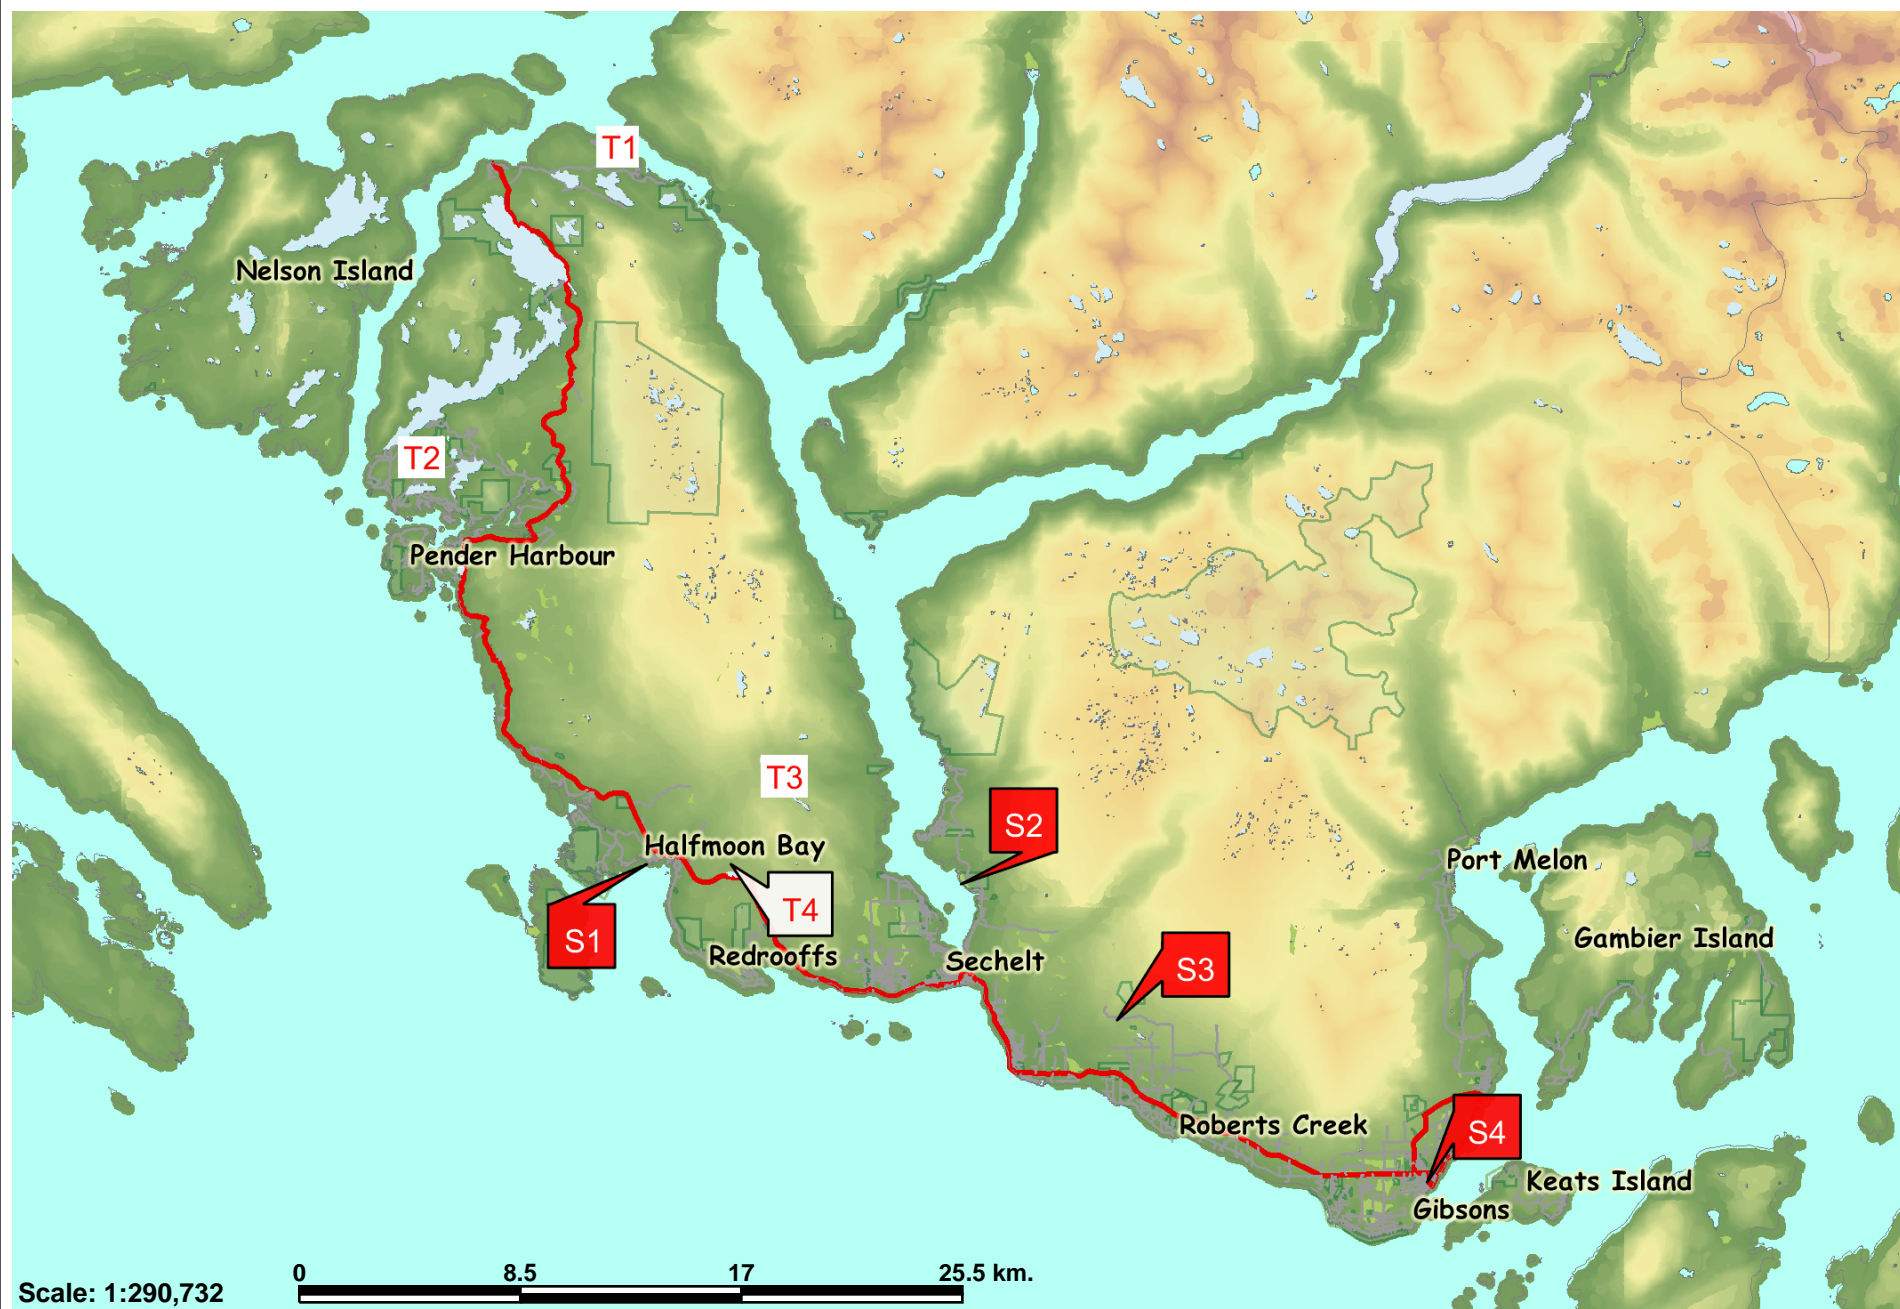 T1
Nelson Island
T2
Pender Harbour
T3
S2
Halfmoon Bay
Port Melon
T4
S1
Gambier Island
Redrooffs
Sechelt
S3
Roberts Creek
S4
Keats Island
Gibsons
0 8.5 17 25.5 km.
Scale: 1:290,732